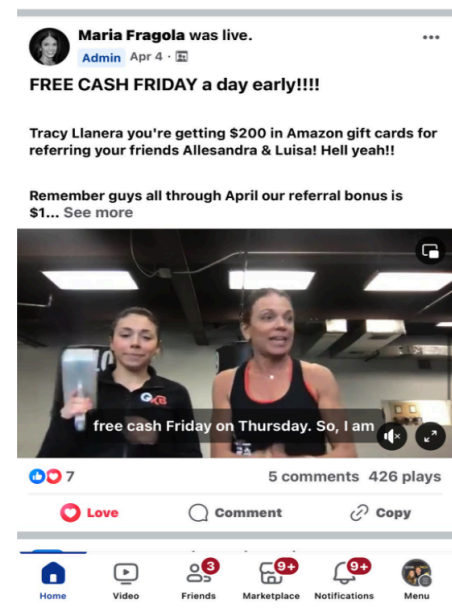 Maria Fragola was live.
Admin Apr 4 ·
FREE CASH FRIDAY a day early!!!!
Tracy Llanera you're getting $200 in Amazon gift cards for
referring your friends Allesandra & Luisa! Hell yeah!!
Remember guys all through April our referral bonus is
$1... See more
free cash Friday on Thursday. So, I am
7
5 comments 426 plays
Love Comment Copy
3 9+ 9+
Home Video Friends Marketplace Notifications Menu